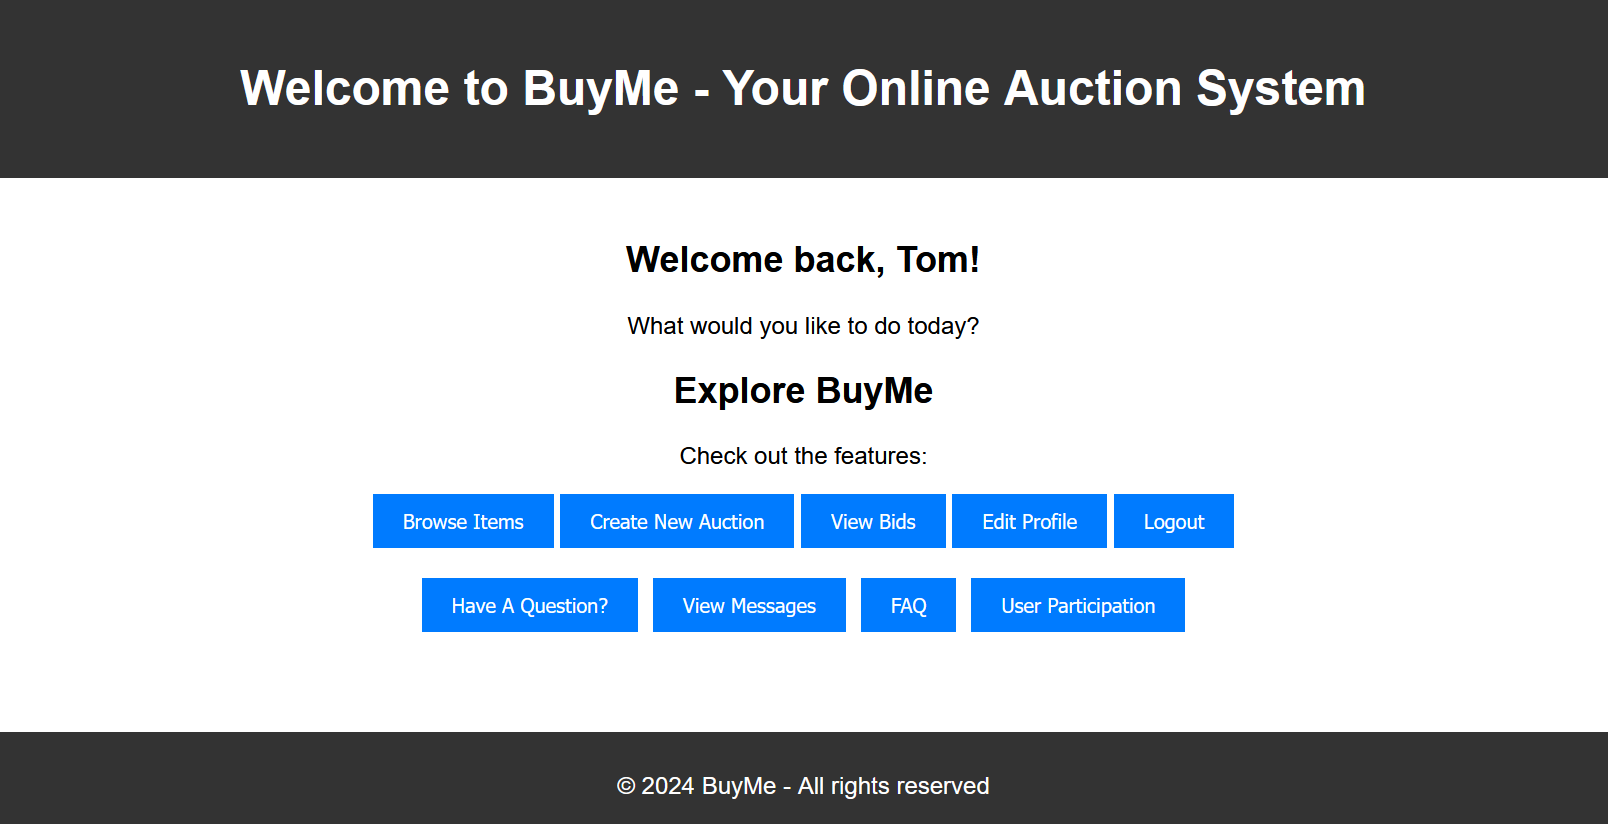 Welcome to BuyMe - Your Online Auction System
Welcome back, Tom!
What would you like to do today?
Explore BuyMe
Check out the features:
Browse Items Create New Auction View Bids Edit Profile Logout
Have A Question? View Messages FAQ User Participation
© 2024 BuyMe - All rights reserved